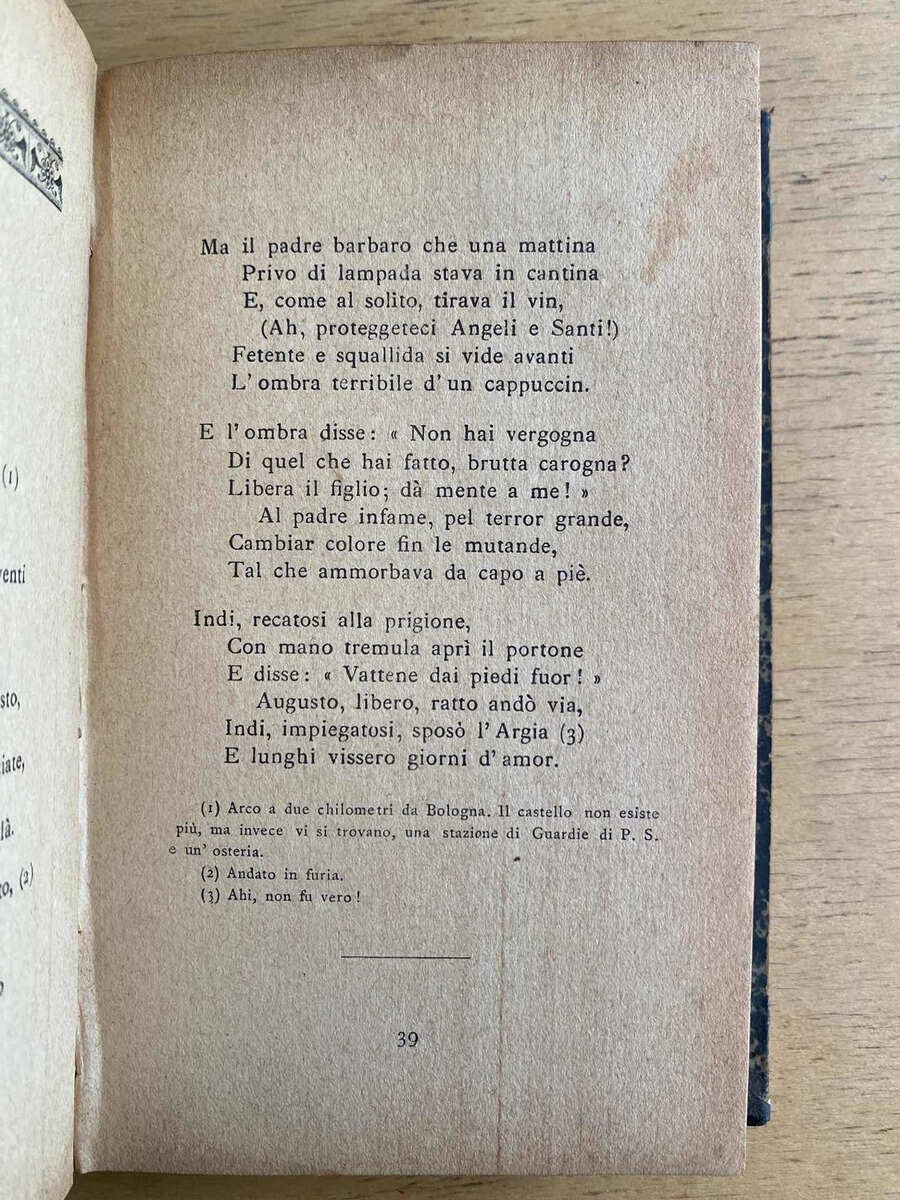 (1)
sto,
là.
(2)
Ma il padre barbaro che una mattina
Privo di lampada stava in cantina
E, come al solito, tirava il vin,
(Ah, proteggeteci Angeli e Santi!)
Fetente e squallida si vide avanti
L'ombra terribile d'un cappuccin.
E l'ombra disse: « Non hai vergogna
Di quel che hai fatto, brutta carogna?
Libera il figlio; dà mente a me! »
Al padre infame, pel terror grande,
Cambiar colore fin le mutande,
Tal che ammorbava da capo a piè.
Indi, recatosi alla prigione,
Con mano tremula aprì il portone
E disse: « Vattene dai piedi fuor! »
Augusto, libero, ratto andò via,
Indi, impiegatosi, sposò l'Argia (3)
E lunghi vissero giorni d'amor.
(1) Arco a due chilometri da Bologna. Il castello non esiste
più, ma invece vi si trovano, una stazione di Guardie di P. S.
e un' osteria.
(2) Andato in furia.
(3) Ahi, non fu vero!
39